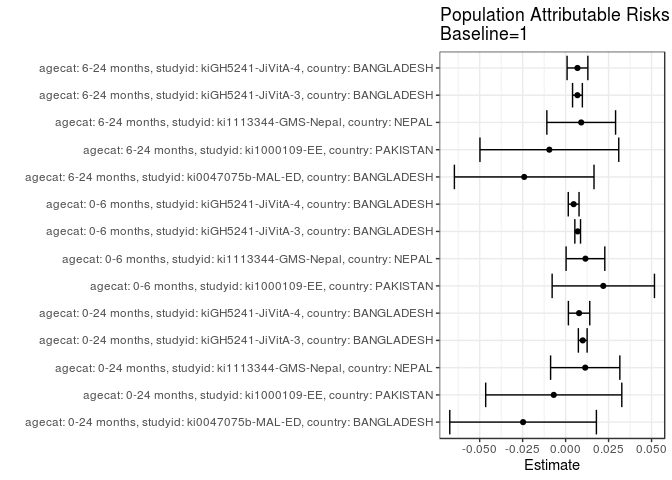 Population Attributable Risks
Baseline=1
agecat: 6-24 months, studyid: kiGH5241-JiVitA-4, country: BANGLADESH
agecat: 6-24 months, studyid: kiGH5241-JiVitA-3, country: BANGLADESH
agecat: 6-24 months, studyid: ki1113344-GMS-Nepal, country: NEPAL
agecat: 6-24 months, studyid: ki1000109-EE, country: PAKISTAN
agecat: 6-24 months, studyid: ki0047075b-MAL-ED, country: BANGLADESH
agecat: 0-6 months, studyid: kiGH5241-JiVitA-4, country: BANGLADESH
agecat: 0-6 months, studyid: kiGH5241-JiVitA-3, country: BANGLADESH
agecat: 0-6 months, studyid: ki1113344-GMS-Nepal, country: NEPAL
agecat: 0-6 months, studyid: ki1000109-EE, country: PAKISTAN
agecat: 0-24 months, studyid: kiGH5241-JiVitA-4, country: BANGLADESH
agecat: 0-24 months, studyid: kiGH5241-JiVitA-3, country: BANGLADESH
agecat: 0-24 months, studyid: ki1113344-GMS-Nepal, country: NEPAL
agecat: 0-24 months, studyid: ki1000109-EE, country: PAKISTAN
agecat: 0-24 months, studyid: ki0047075b-MAL-ED, country: BANGLADESH
-0.050 -0.025 0.000 0.025 0.050
Estimate